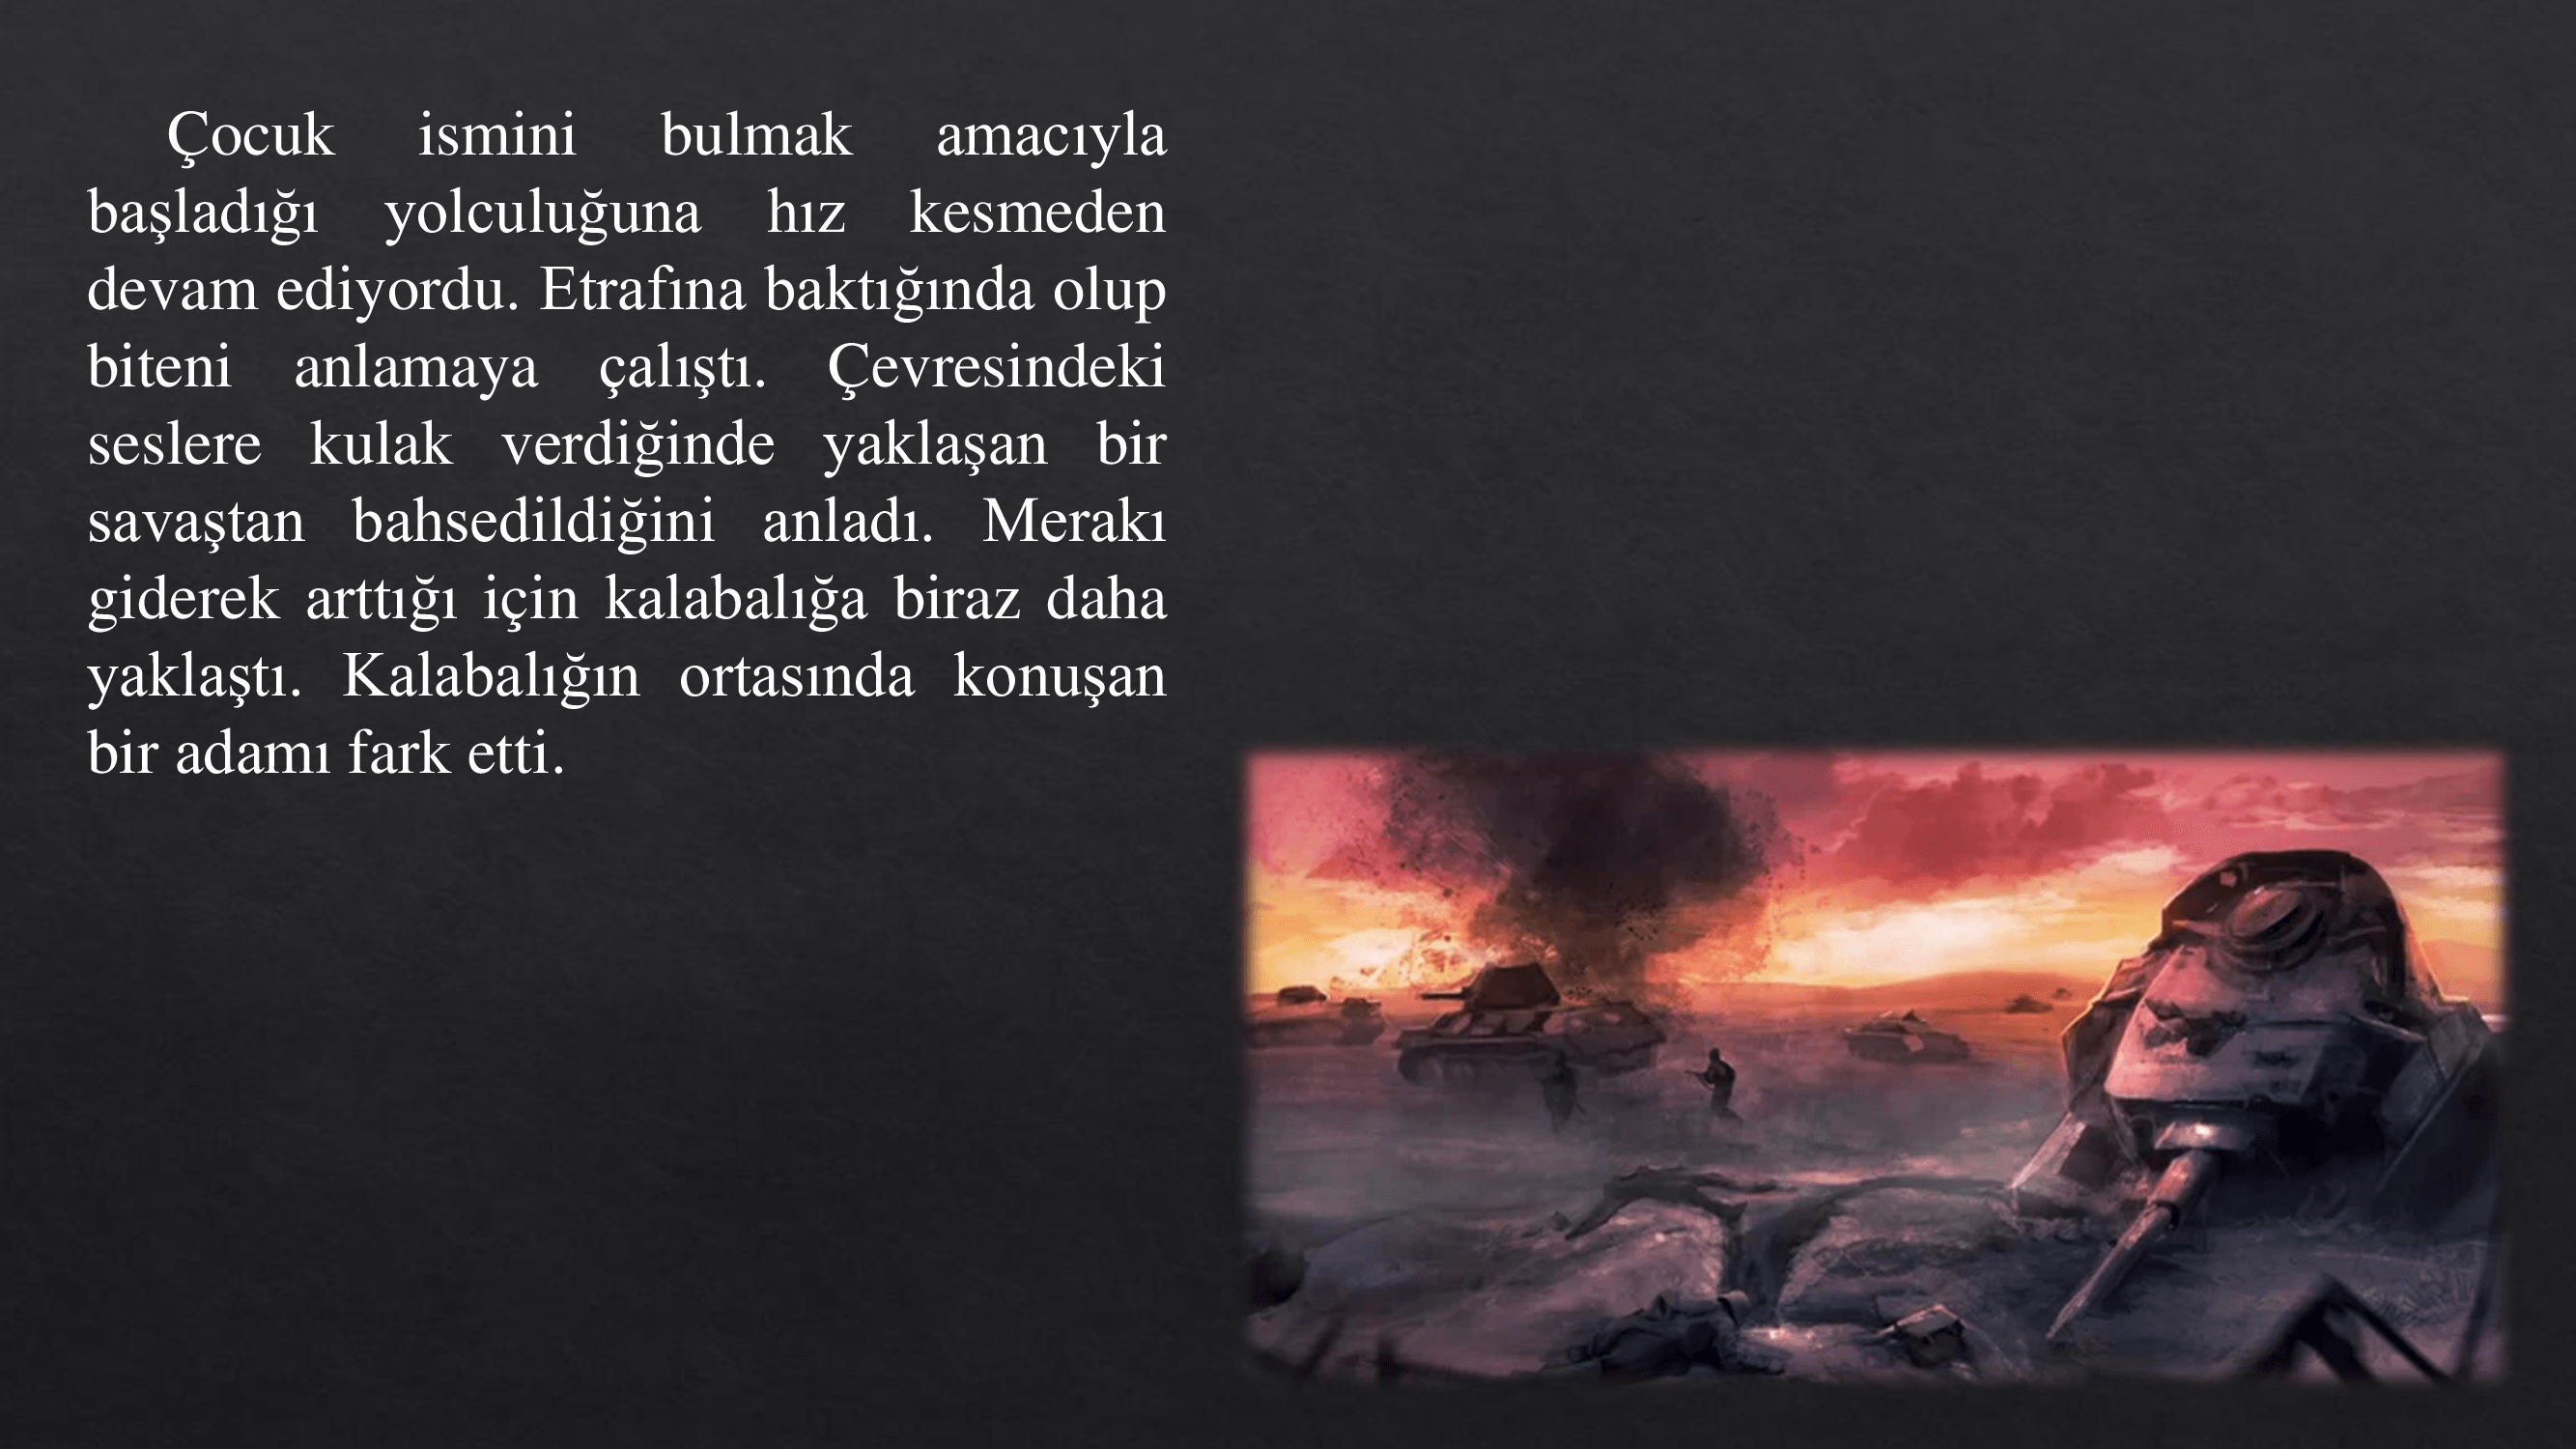 Çocuk ismini bulmak amacıyla
başladığı yolculuğuna hız kesmeden
devam ediyordu. Etrafına baktığında olup
biteni anlamaya çalıştı. Çevresindeki
seslere kulak verdiğinde yaklaşan bir
savaştan bahsedildiğini anladı. Merakı
giderek arttığı için kalabalığa biraz daha
yaklaştı. Kalabalığın ortasında konuşan
bir adamı fark etti.